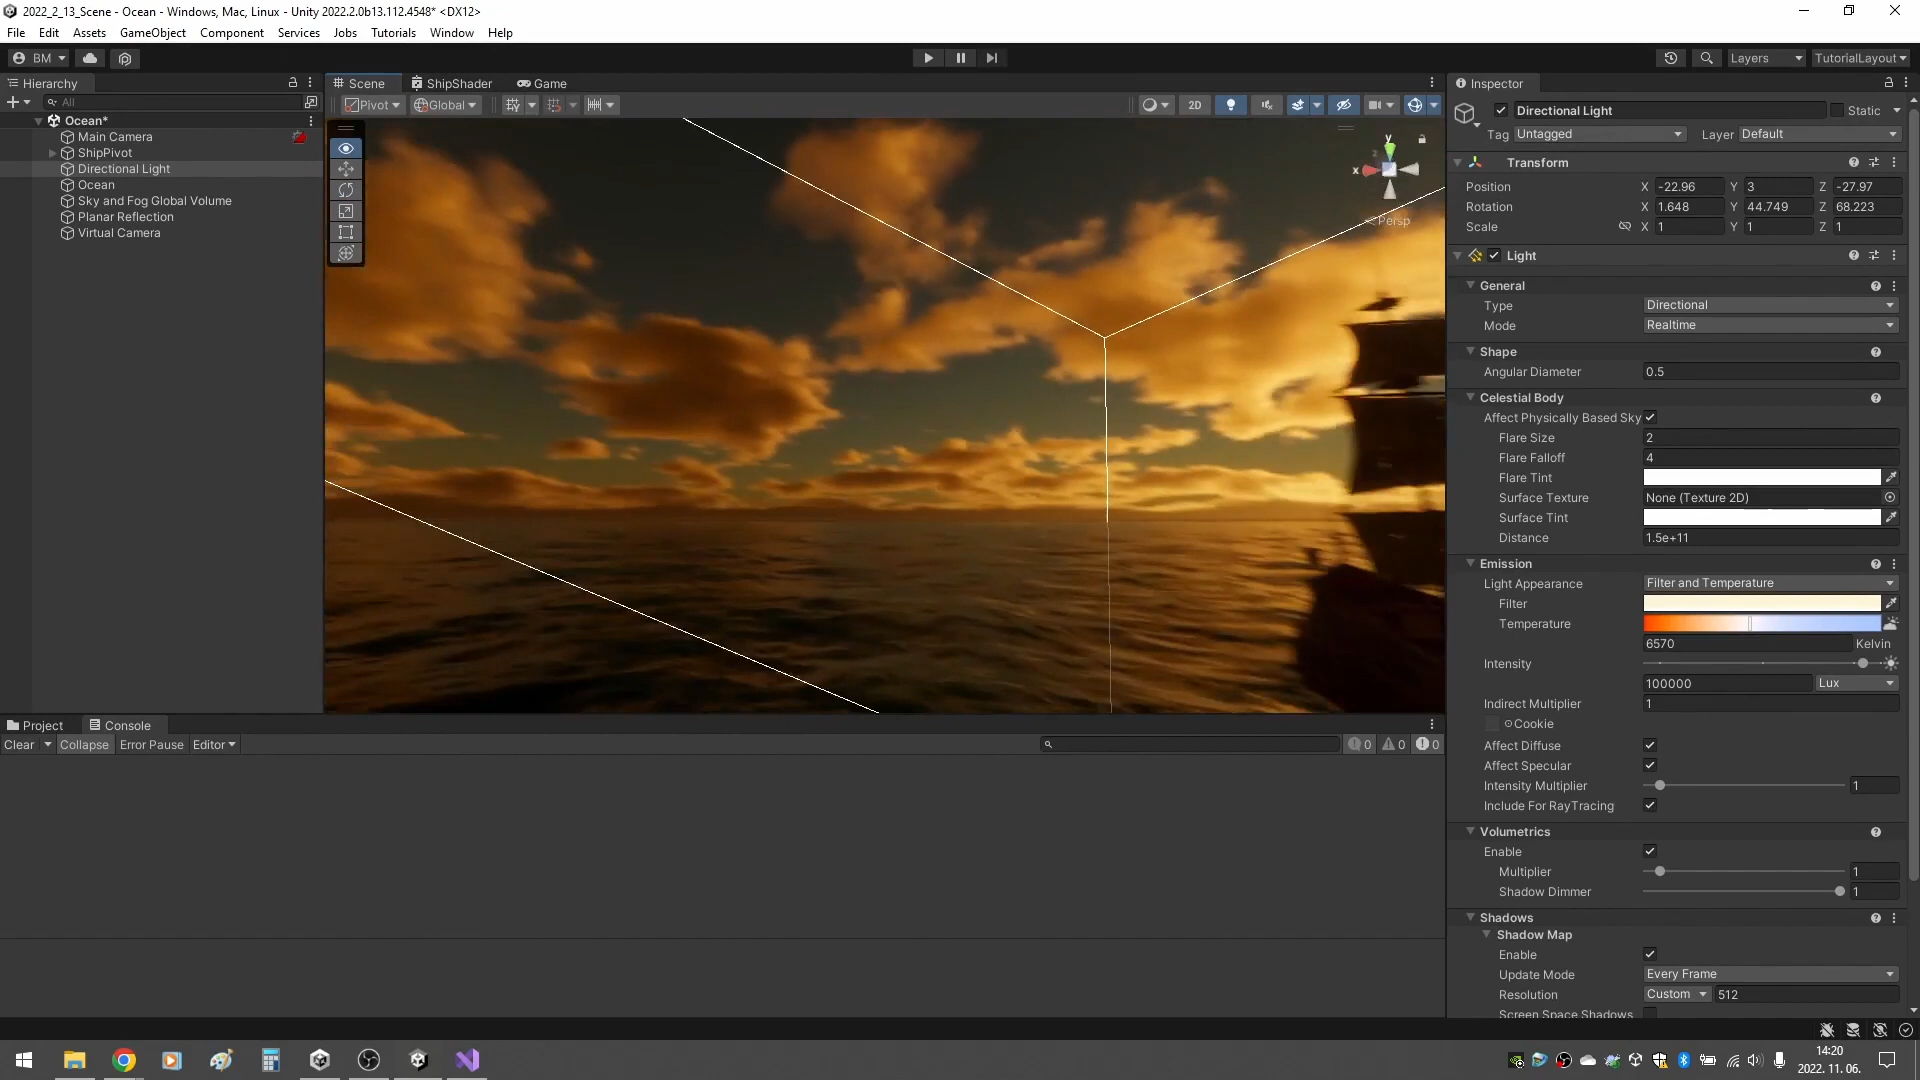 2022_2_13_Scene - Ocean - Windows, Mac, Linux - Unity 2022.2.0b13.112.4548* <DX12>
File Edit Assets GameObject Component Services Jobs Tutorials Window Help
BM Layers TutorialLayout
Hierarchy
All
Ocean*
Main Camera
ShipPivot
Directional Light
Ocean
Sky and Fog Global Volume
Planar Reflection
Virtual Camera
Scene ShipShader Game
Pivot Global 2D
y
x
z
Persp
Project Console
Clear Collapse Error Pause Editor
0 0 0
Inspector
Directional Light Static
Tag Untagged Layer Default
Transform
Position X -22.96 Y 3 Z -27.97
Rotation X 1.648 Y 44.749 Z 68.223
Scale X 1 Y 1 Z 1
Light
General
Type Directional
Mode Realtime
Shape
Angular Diameter 0.5
Celestial Body
Affect Physically Based Sky
Flare Size 2
Flare Falloff 4
Flare Tint
Surface Texture None (Texture 2D)
Surface Tint
Distance 1.5e+11
Emission
Light Appearance Filter and Temperature
Filter
Temperature
6570 Kelvin
Intensity
100000 Lux
Indirect Multiplier 1
Cookie
Affect Diffuse
Affect Specular
Intensity Multiplier 1
Include For RayTracing
Volumetrics
Enable
Multiplier 1
Shadow Dimmer 1
Shadows
Shadow Map
Enable
Update Mode Every Frame
Resolution Custom 512
Screen Space Shadows
14:20
2022. 11. 06.